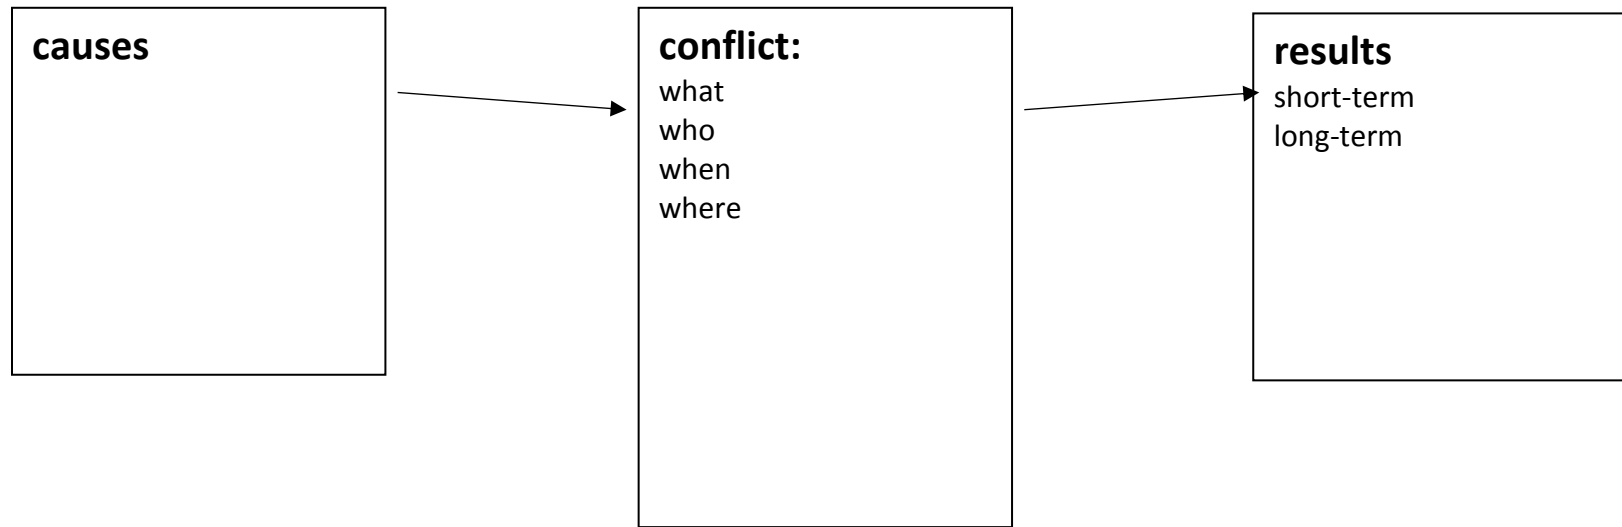 causes
conflict:
what
who
when
where
results
short-term
long-term